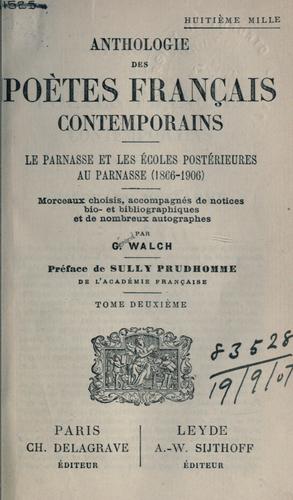 HUITIÈME MILLE
ANTHOLOGIE
DES
POÈTES FRANÇAIS
CONTEMPORAINS
LE PARNASSE ET LES ÉCOLES POSTÉRIEURES
AU PARNASSE (1866-1906)
Morceaux choisis, accompagnés de notices
bio- et bibliographiques
et de nombreux autographes
PAR
G. WALCH
Préface de SULLY PRUDHOMME
DE L'ACADÉMIE FRANÇAISE
TOME DEUXIÈME
83528
19/9/07
PARIS
CH. DELAGRAVE
ÉDITEUR
LEYDE
A.-W. SIJTHOFF
ÉDITEUR